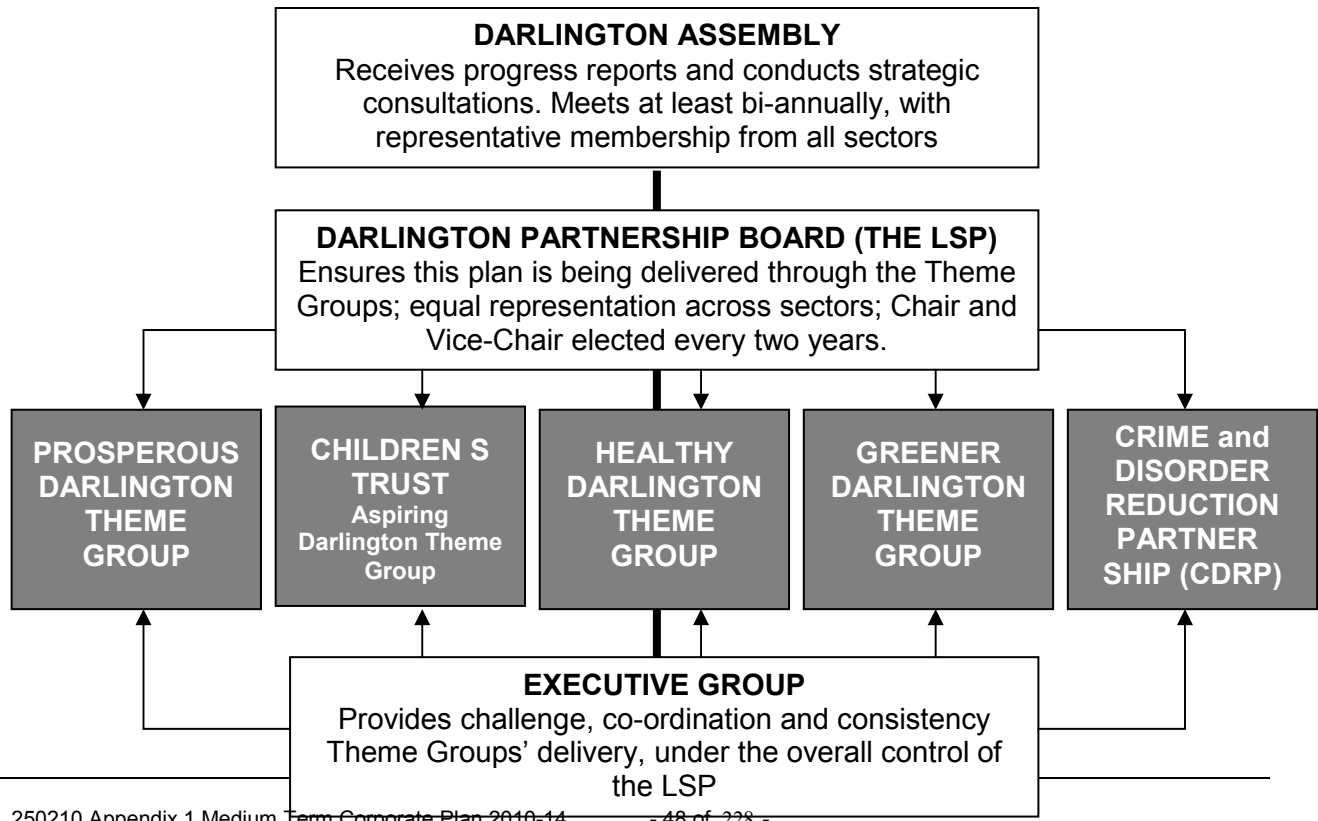 DARLINGTON ASSEMBLY
Receives progress reports and conducts strategic
consultations. Meets at least bi-annually, with
representative membership from all sectors
DARLINGTON PARTNERSHIP BOARD (THE LSP)
Ensures this plan is being delivered through the Theme
Groups; equal representation across sectors; Chair and
Vice-Chair elected every two years.
PROSPEROUS
DARLINGTON
THEME
GROUP
CHILDREN S
TRUST
Aspiring
Darlington Theme
Group
HEALTHY
DARLINGTON
THEME
GROUP
GREENER
DARLINGTON
THEME
GROUP
CRIME and
DISORDER
REDUCTION
PARTNER
SHIP (CDRP)
EXECUTIVE GROUP
Provides challenge, co-ordination and consistency
Theme Groups’ delivery, under the overall control of
the LSP
250210 Appendix 1 Medium Term Corporate Plan 2010-14 - 48 of 228 -